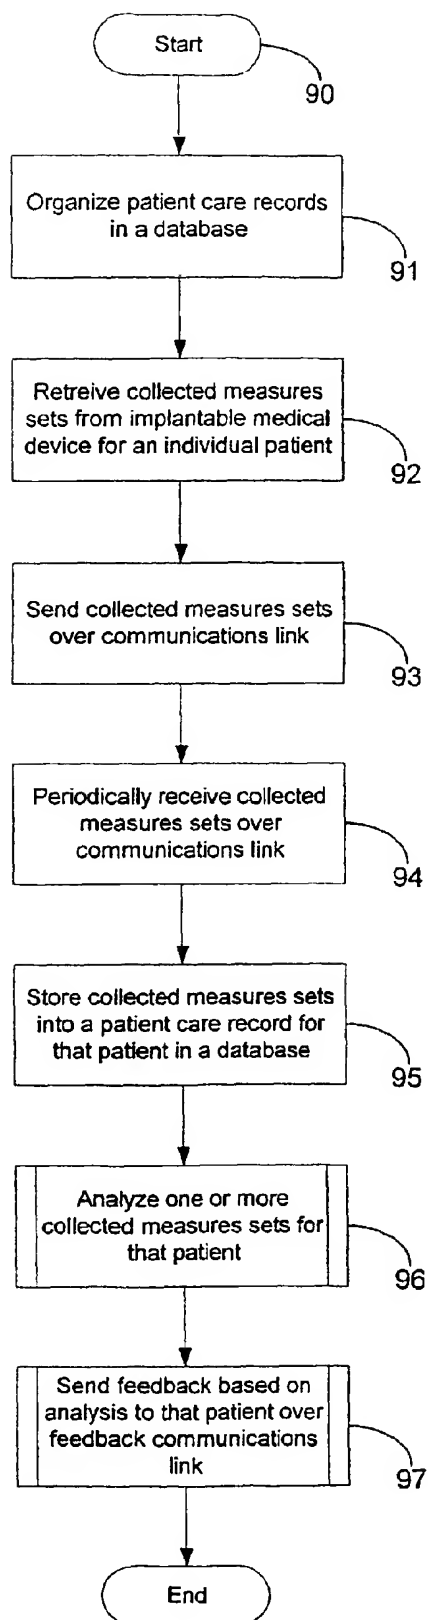 Start
90
Organize patient care records
in a database
91
Retreive collected measures
sets from implantable medical
device for an individual patient
92
Send collected measures sets
over communications link
93
Periodically receive collected
measures sets over
communications link
94
Store collected measures sets
into a patient care record for
that patient in a database
95
Analyze one or more
collected measures sets for
that patient
96
Send feedback based on
analysis to that patient over
feedback communications
link
97
End